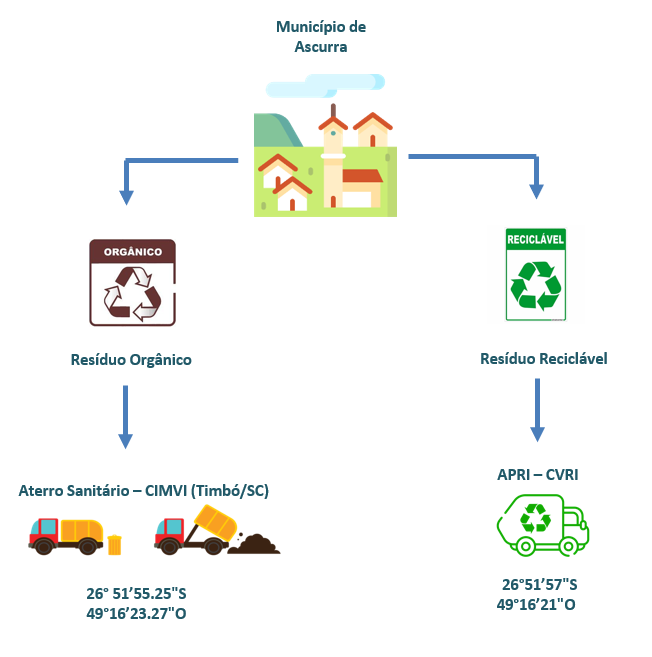 Município de
Ascurra
ORGÂNICO
RECICLÁVEL
Resíduo Orgânico
Resíduo Reciclável
Aterro Sanitário – CIMVI (Timbó/SC)
APRI – CVRI
26° 51’55.25"S
49°16’23.27"O
26°51’57"S
49°16’21"O